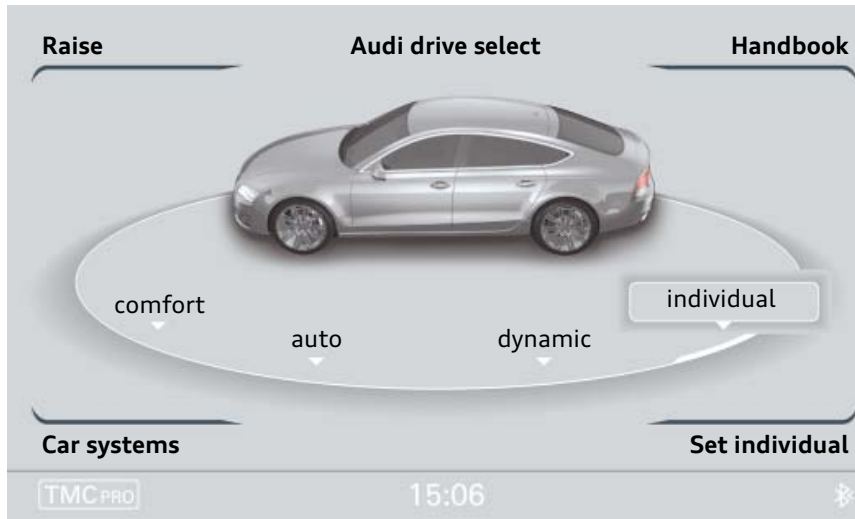 Raise
Audi drive select
Handbook
comfort
individual
auto
dynamic
Car systems
Set individual
TMC PRO
15:06